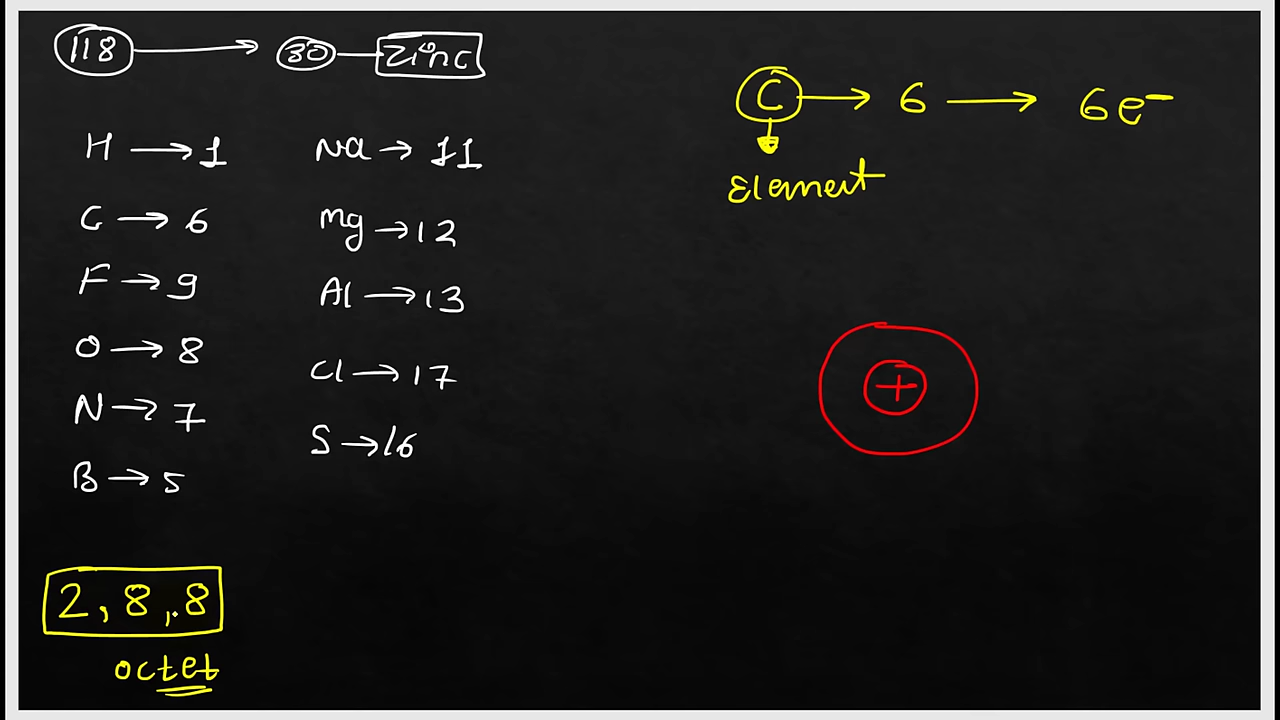 118 → 30 — Zinc
H → 1
C → 6
F → 9
O → 8
N → 7
B → 5
Na → 11
Mg → 12
Al → 13
Cl → 17
S → 16
2, 8, 8
octet
C → 6 → 6e⁻
Element
+